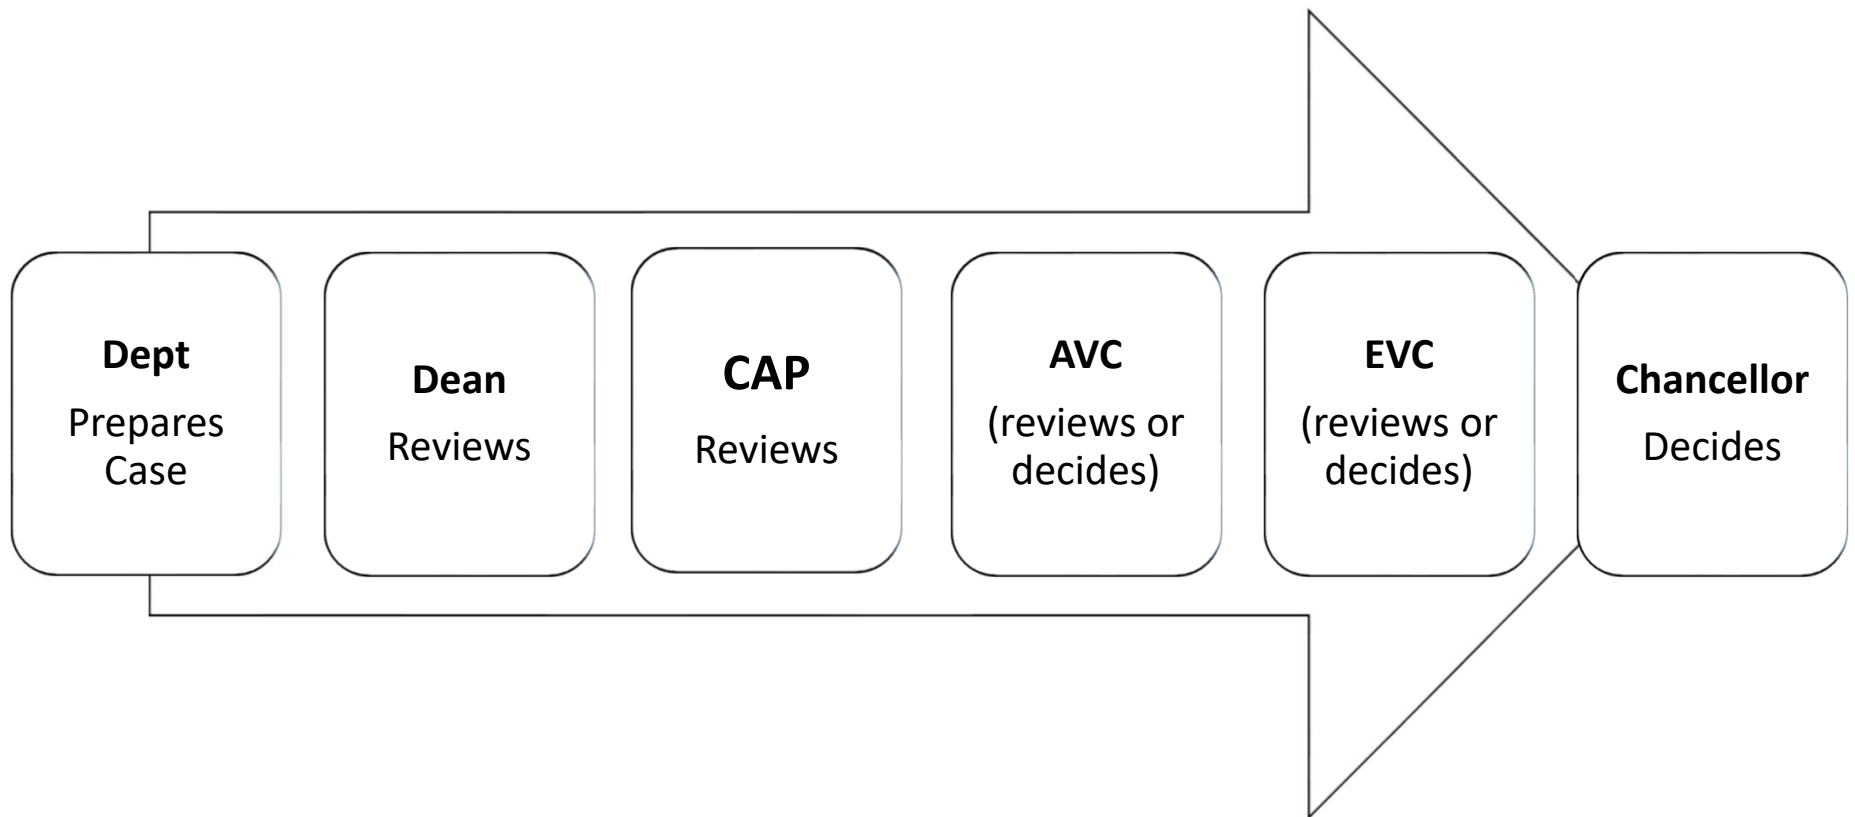 Dept
Prepares
Case
Dean
Reviews
CAP
Reviews
AVC
(reviews or
decides)
EVC
(reviews or
decides)
Chancellor
Decides